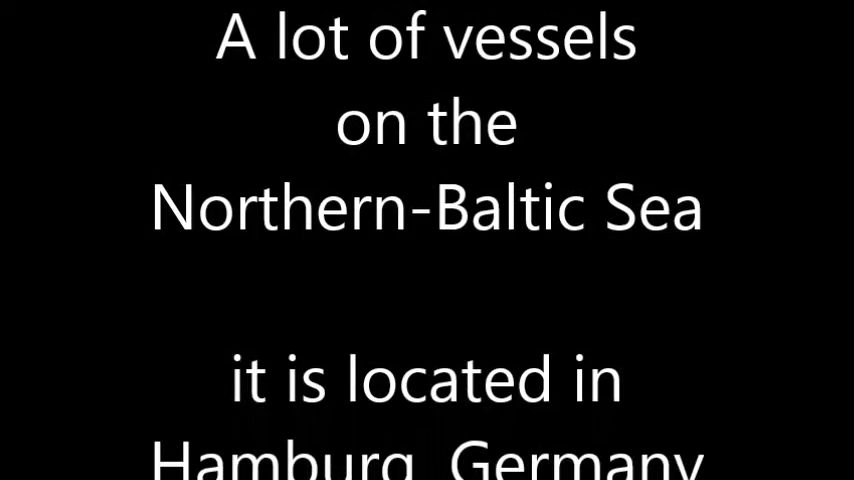 A lot of vessels
on the
Northern-Baltic Sea
it is located in
Hamburg, Germany